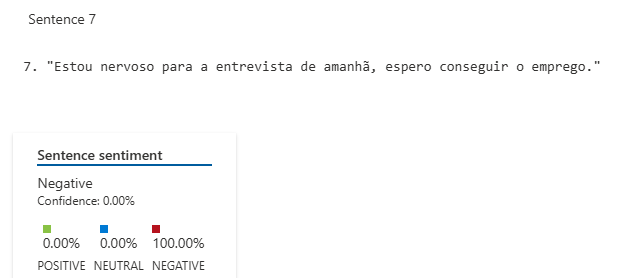 Sentence 7
7. "Estou nervoso para a entrevista de amanhã, espero conseguir o emprego."
Sentence sentiment
Negative
Confidence: 0.00%
0.00% 0.00% 100.00%
POSITIVE NEUTRAL NEGATIVE